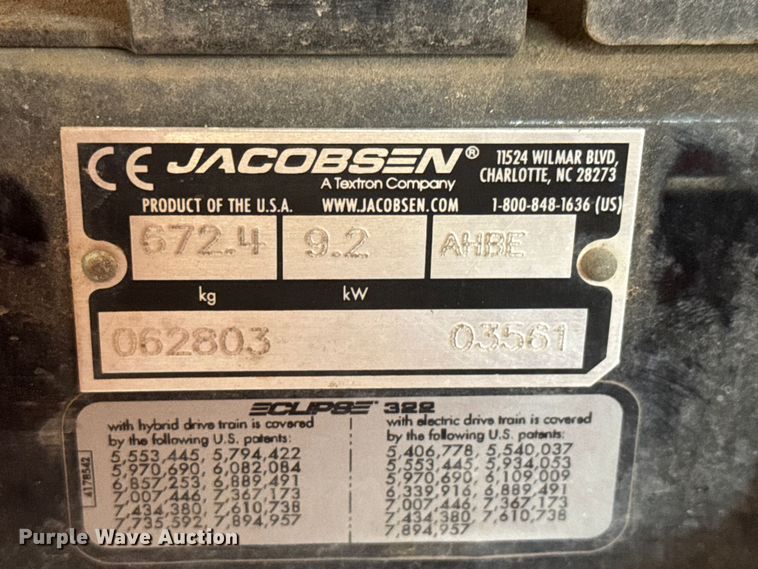 CE JACOBSEN® 11524 WILMAR BLVD,
A Textron Company CHARLOTTE, NC 28273
PRODUCT OF THE U.S.A. WWW.JACOBSEN.COM 1-800-848-1636 (US)
672.4 9.2 AHBE
kg kW
062803 03561
ECLIPSE 322
with hybrid drive train is covered
by the following U.S. patents:
5,553,445 5,794,422
5,970,690 6,082,084
6,857,253 6,889,491
7,007,446 7,367,173
7,434,380 7,610,738
7,735,592 7,894,957
4178542
with electric drive train is covered
by the following U.S. patents:
5,406,778 5,540,037
5,553,445 5,934,053
5,970,690 6,109,009
6,339,916 6,889,491
7,007,446 7,367,173
7,434,380 7,610,738
7,894,957
Purple Wave Auction